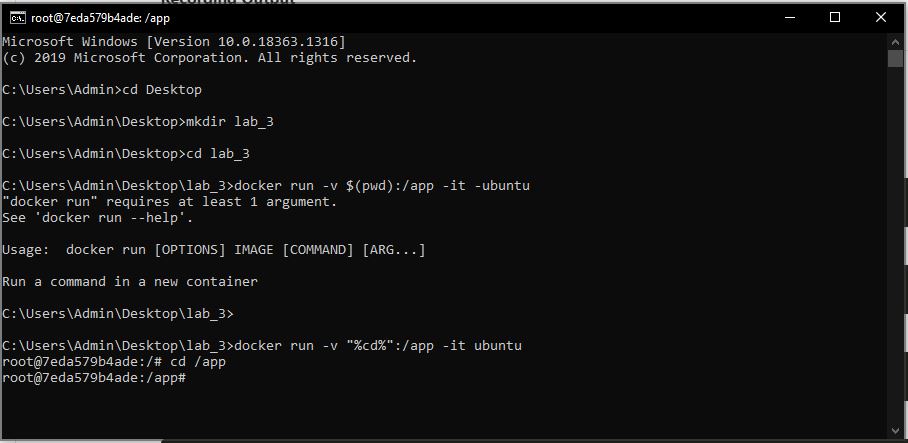 Recording Output
root@7eda579b4ade: /app
Microsoft Windows [Version 10.0.18363.1316]
(c) 2019 Microsoft Corporation. All rights reserved.
C:\Users\Admin>cd Desktop
C:\Users\Admin\Desktop>mkdir lab_3
C:\Users\Admin\Desktop>cd lab_3
C:\Users\Admin\Desktop\lab_3>docker run -v $(pwd):/app -it -ubuntu
"docker run" requires at least 1 argument.
See 'docker run --help'.
Usage:  docker run [OPTIONS] IMAGE [COMMAND] [ARG...]
Run a command in a new container
C:\Users\Admin\Desktop\lab_3>
C:\Users\Admin\Desktop\lab_3>docker run -v "%cd%":/app -it ubuntu
root@7eda579b4ade:/# cd /app
root@7eda579b4ade:/app#